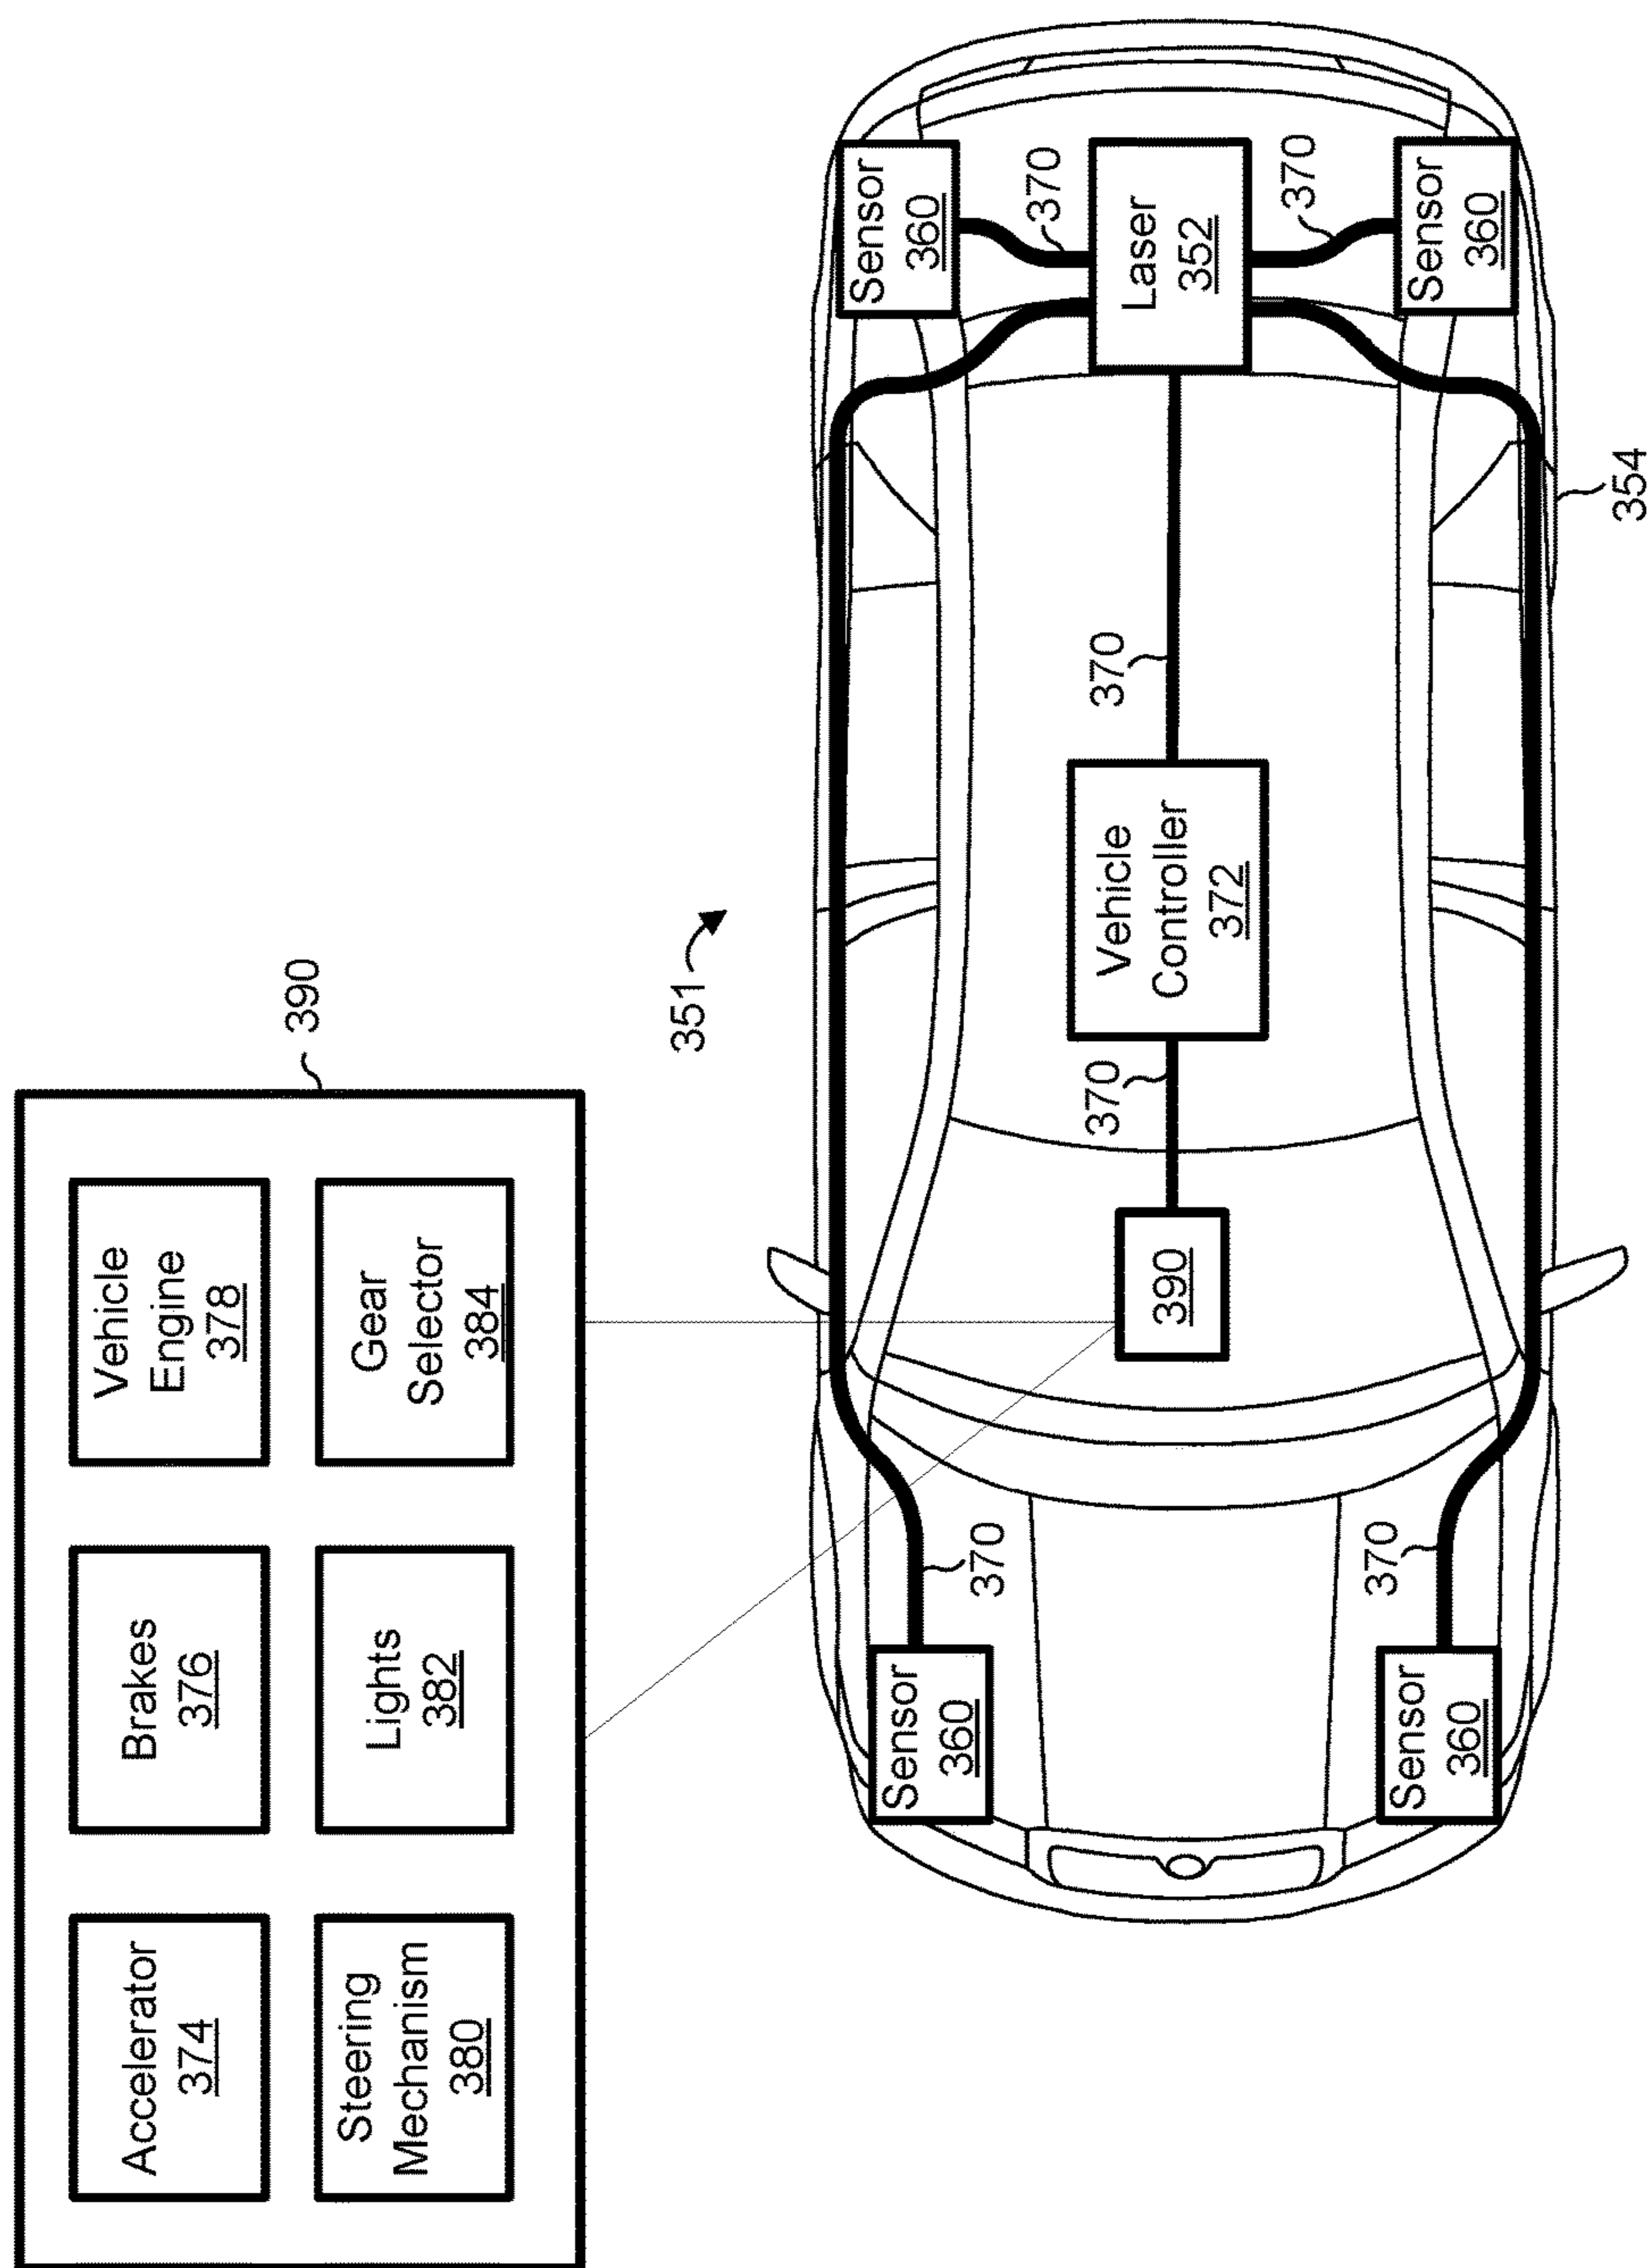 Accelerator
374
Brakes
376
Vehicle
Engine
378
Steering
Mechanism
380
Lights
382
Gear
Selector
384
390
351
Sensor
360
370
Sensor
360
370
390
370
Vehicle
Controller
372
370
Laser
352
370
370
Sensor
360
Sensor
360
354